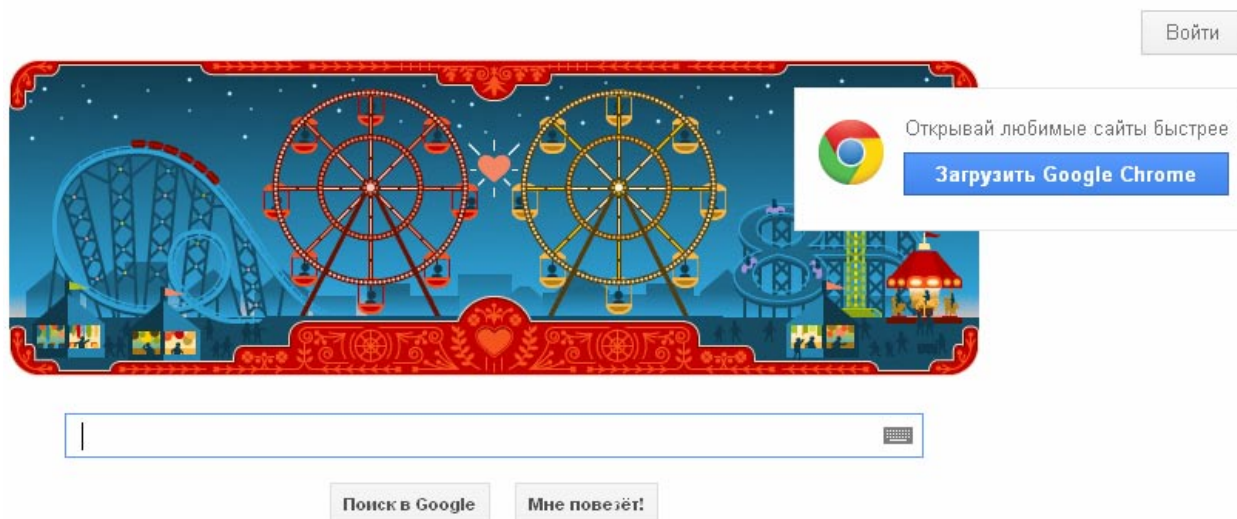 Войти
Открывай любимые сайты быстрее
Загрузить Google Chrome
Поиск в Google
Мне повезёт!